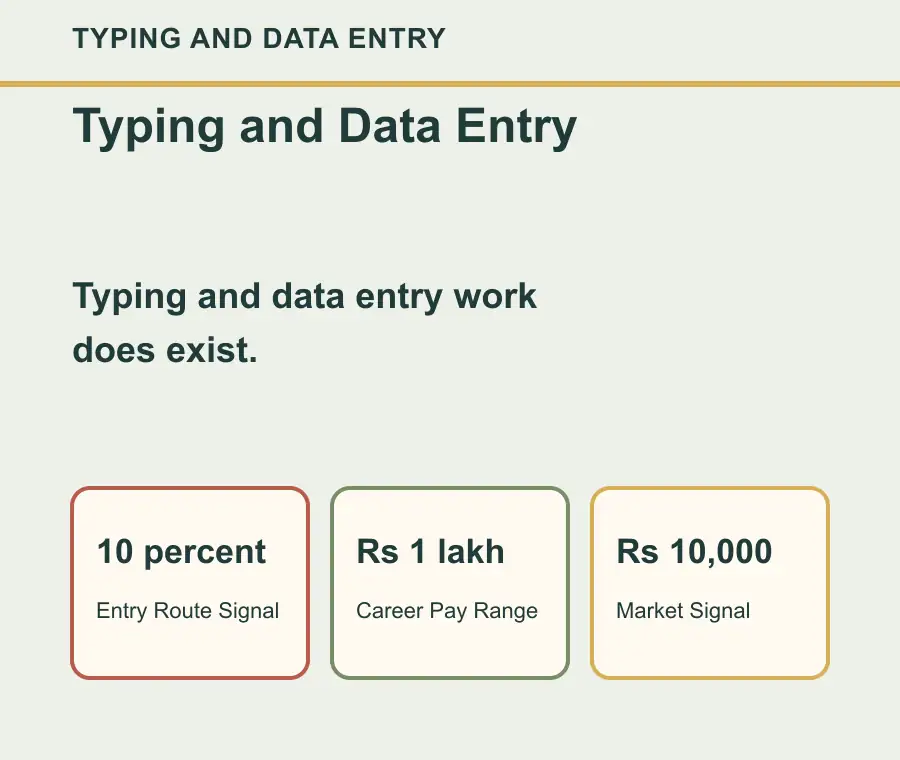 TYPING AND DATA ENTRY
Typing and Data Entry
Typing and data entry work
does exist.
10 percent
Entry Route Signal
Rs 1 lakh
Career Pay Range
Rs 10,000
Market Signal